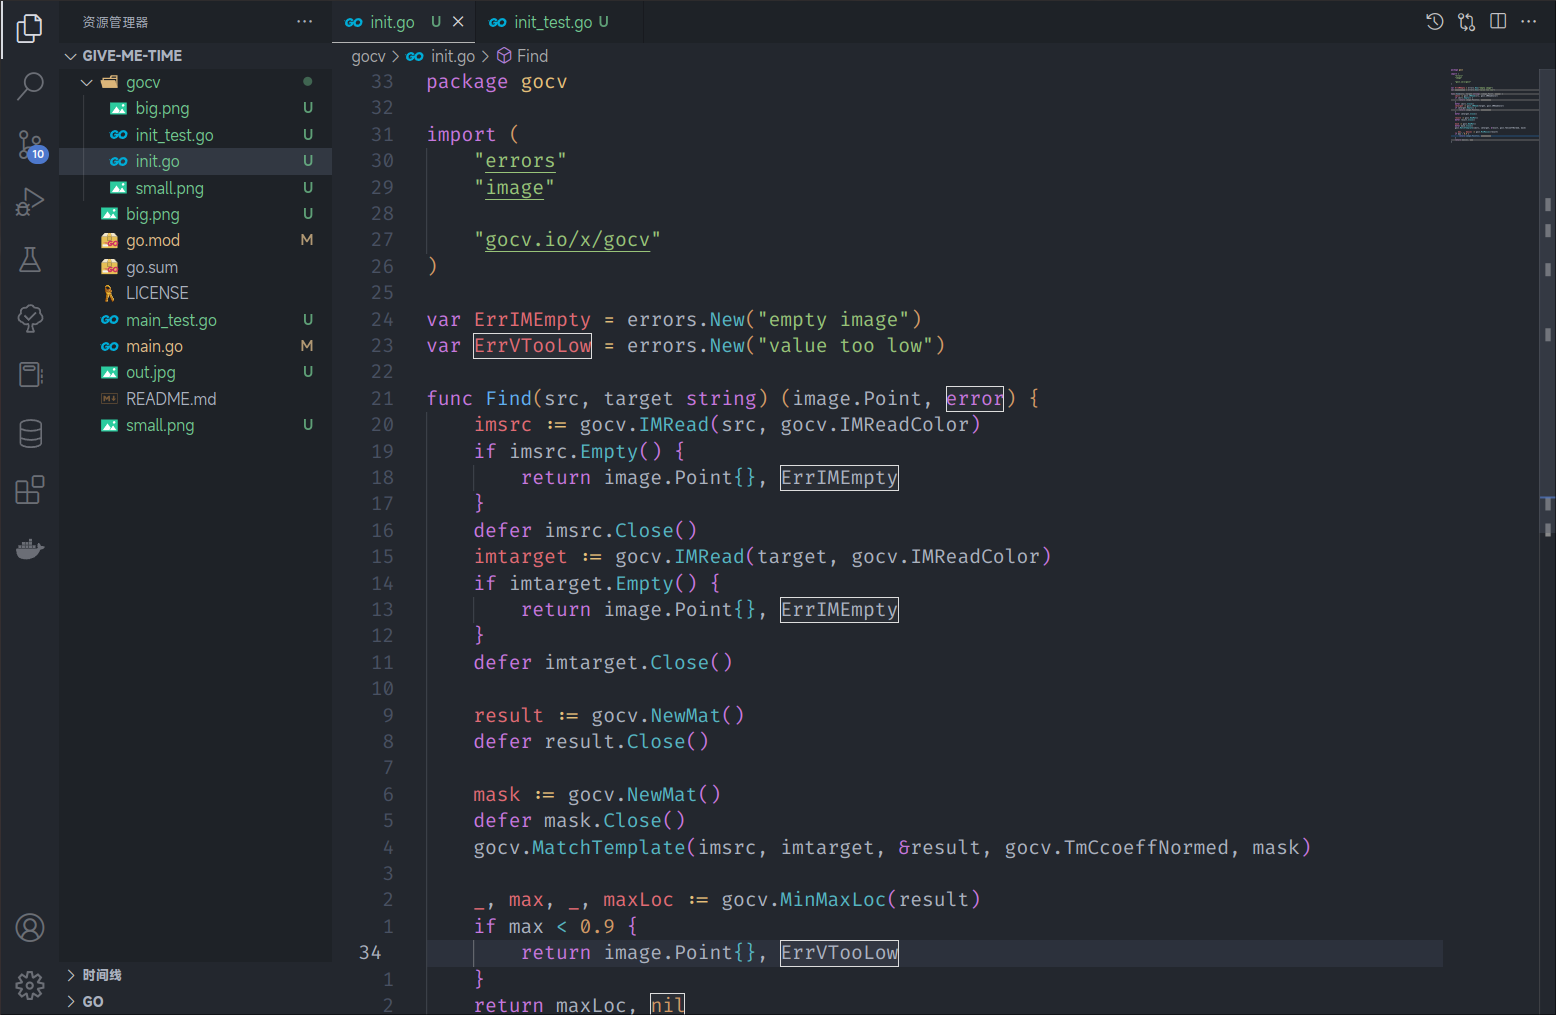 资源管理器
GIVE-ME-TIME
gocv
big.png U
init_test.go U
init.go U
small.png U
big.png U
go.mod M
go.sum
LICENSE
main_test.go U
main.go M
out.jpg U
README.md
small.png U
时间线
GO
10
init.go U
init_test.go U
gocv > init.go > Find
33 package gocv
32
31 import (
30 "errors"
29 "image"
28
27 "gocv.io/x/gocv"
26 )
25
24 var ErrIMEmpty = errors.New("empty image")
23 var ErrVTooLow = errors.New("value too low")
22
21 func Find(src, target string) (image.Point, error) {
20 imsrc := gocv.IMRead(src, gocv.IMReadColor)
19 if imsrc.Empty() {
18 return image.Point{}, ErrIMEmpty
17 }
16 defer imsrc.Close()
15 imtarget := gocv.IMRead(target, gocv.IMReadColor)
14 if imtarget.Empty() {
13 return image.Point{}, ErrIMEmpty
12 }
11 defer imtarget.Close()
10
9 result := gocv.NewMat()
8 defer result.Close()
7
6 mask := gocv.NewMat()
5 defer mask.Close()
4 gocv.MatchTemplate(imsrc, imtarget, &result, gocv.TmCcoeffNormed, mask)
3
2 _, max, _, maxLoc := gocv.MinMaxLoc(result)
1 if max < 0.9 {
34 return image.Point{}, ErrVTooLow
1 }
2 return maxLoc, nil